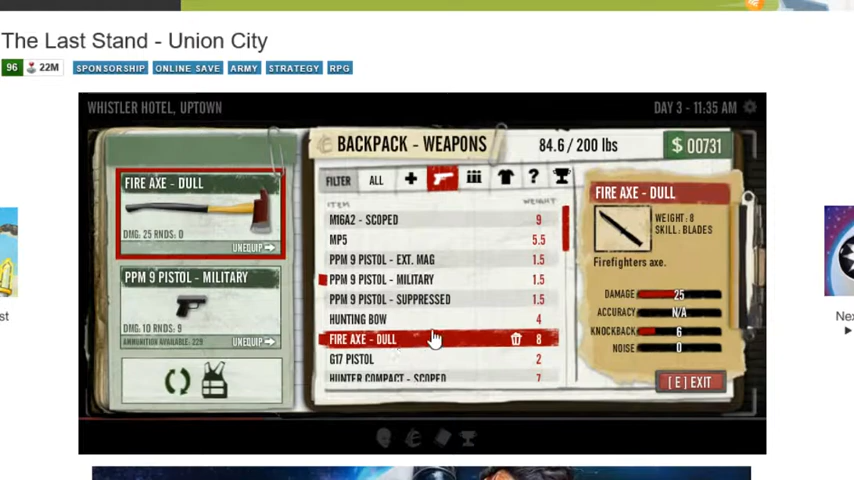 The Last Stand - Union City
96 22M SPONSORSHIP ONLINE SAVE ARMY STRATEGY RPG
WHISTLER HOTEL, UPTOWN
DAY 3 - 11:35 AM
BACKPACK - WEAPONS
84.6 / 200 lbs
$ 00731
FILTER ALL
ITEM WEIGHT
M16A2 - SCOPED 9
MP5 5.5
PPM 9 PISTOL - EXT. MAG 1.5
PPM 9 PISTOL - MILITARY 1.5
PPM 9 PISTOL - SUPPRESSED 1.5
HUNTING BOW 4
FIRE AXE - DULL 8
G17 PISTOL 2
HUNTER COMPACT - SCOPED 7
FIRE AXE - DULL
DMG: 25 RNDS: 0
UNEQUIP
PPM 9 PISTOL - MILITARY
DMG: 10 RNDS: 9
AMMUNITION AVAILABLE: 229
UNEQUIP
FIRE AXE - DULL
WEIGHT: 8
SKILL: BLADES
Firefighters axe.
DAMAGE 25
ACCURACY N/A
KNOCKBACK 6
NOISE 0
[ E ] EXIT
st
Nex